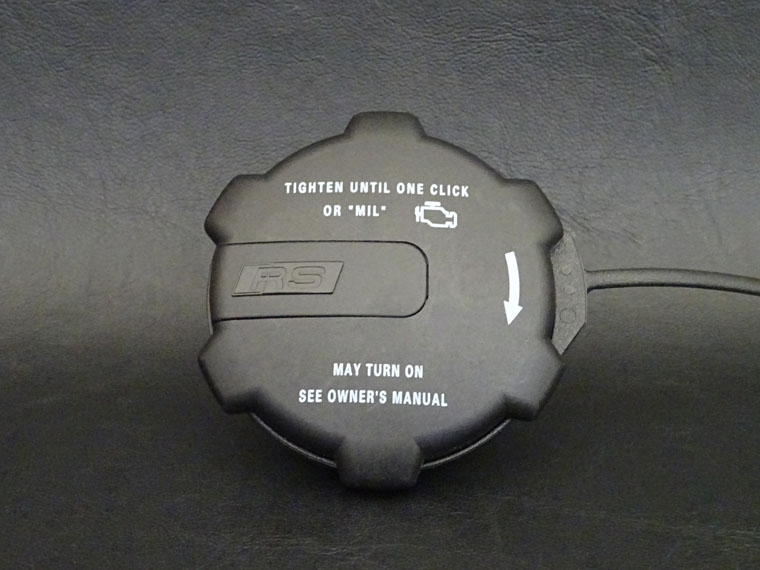 TIGHTEN UNTIL ONE CLICK
OR "MIL"
RS
MAY TURN ON
SEE OWNER'S MANUAL